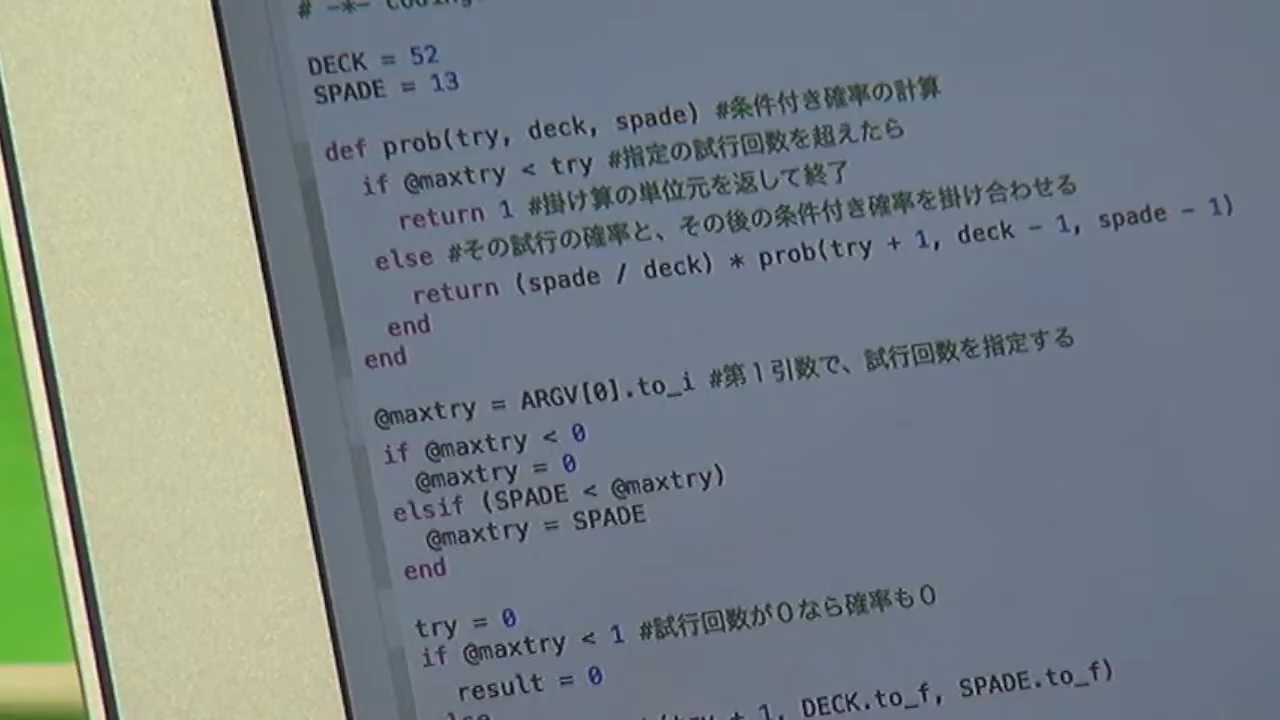 # -*- coding:
DECK = 52
SPADE = 13
def prob(try, deck, spade) #条件付き確率の計算
if @maxtry < try #指定の試行回数を超えたら
return 1 #掛け算の単位元を返して終了
else #その試行の確率と、その後の条件付き確率を掛け合わせる
return (spade / deck) * prob(try + 1, deck - 1, spade - 1)
end
end
@maxtry = ARGV[0].to_i #第1引数で、試行回数を指定する
if @maxtry < 0
@maxtry = 0
elsif (SPADE < @maxtry)
@maxtry = SPADE
end
try = 0
if @maxtry < 1 #試行回数が0なら確率も0
result = 0
else
(try + 1, DECK.to_f, SPADE.to_f)